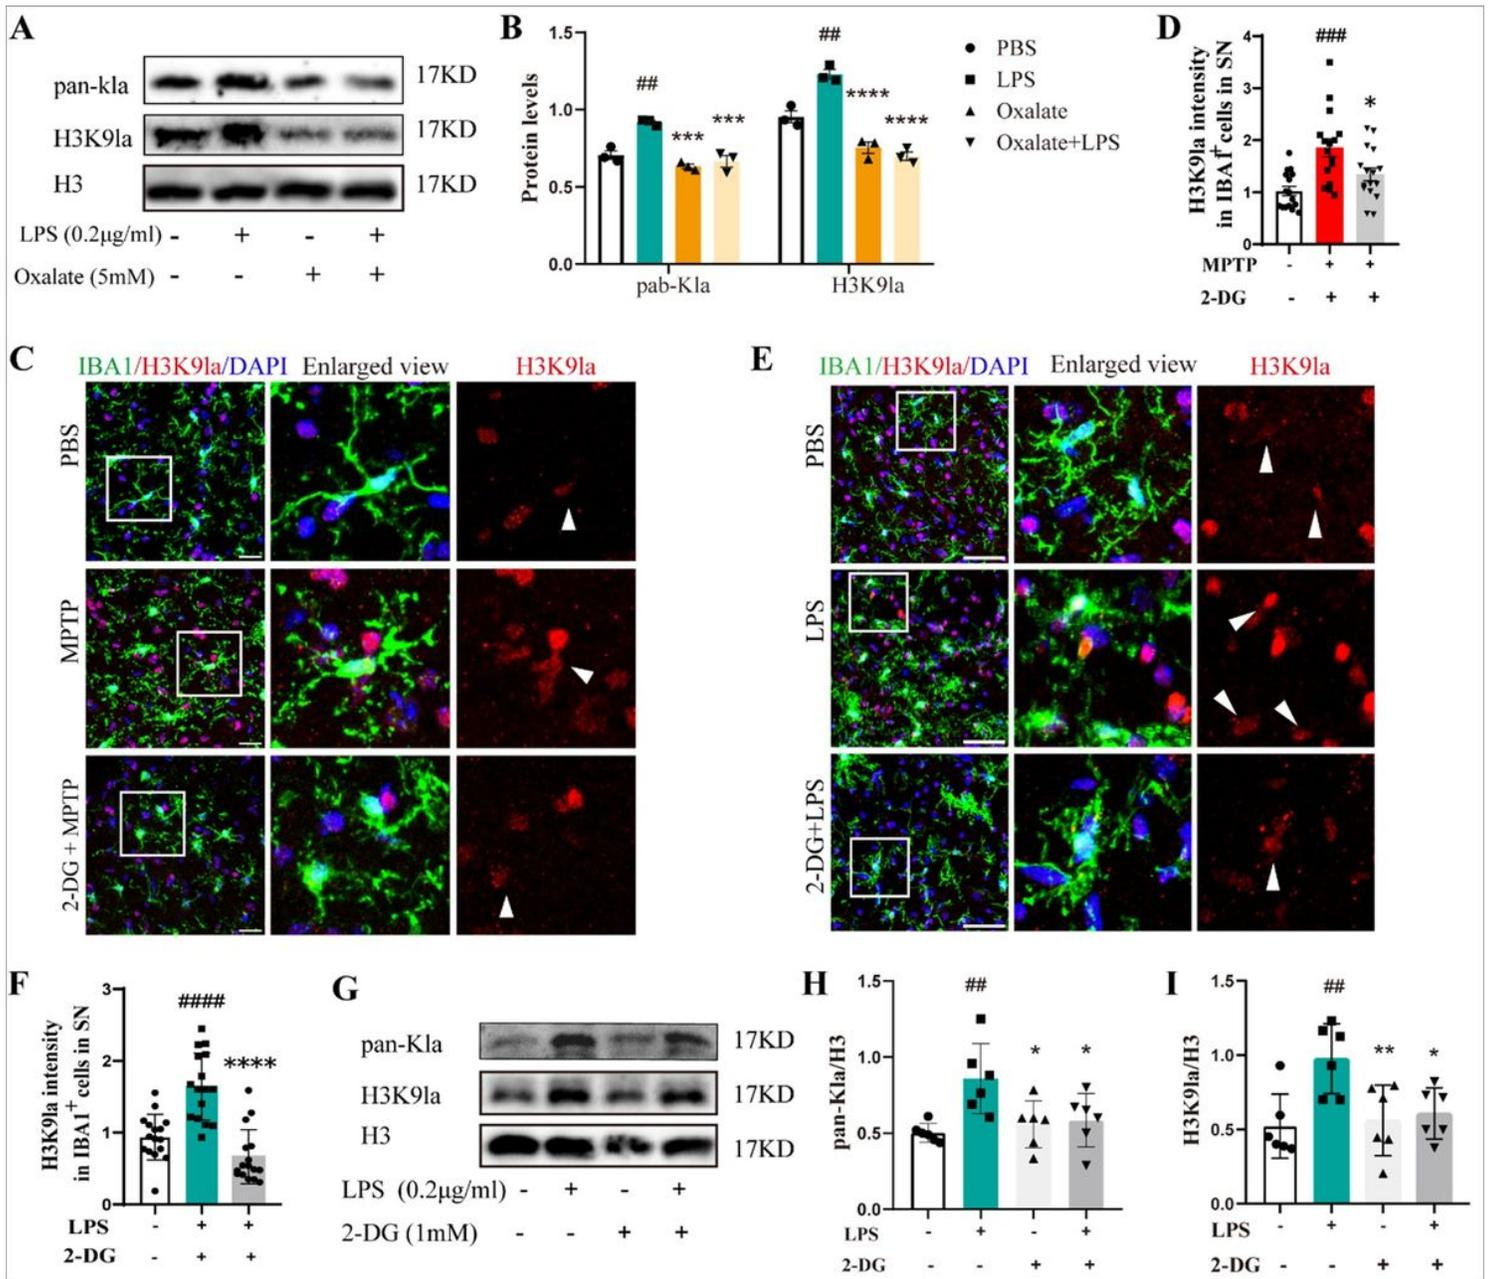 A
pan-kla 17KD
H3K9la 17KD
H3 17KD
LPS (0.2μg/ml) - + - +
Oxalate (5mM) - - + +
B
Protein levels
1.5
1.0
0.5
0.0
##
***
***
##
****
****
pab-Kla H3K9la
PBS
LPS
Oxalate
Oxalate+LPS
D
H3K9la intensity
in IBA1+ cells in SN
4
3
2
1
0
###
*
MPTP - + +
2-DG - + +
C
IBA1/H3K9la/DAPI Enlarged view H3K9la
PBS
MPTP
2-DG + MPTP
E
IBA1/H3K9la/DAPI Enlarged view H3K9la
PBS
LPS
2-DG+LPS
F
H3K9la intensity
in IBA1+ cells in SN
3
2
1
0
####
****
LPS - + +
2-DG - + +
G
pan-Kla 17KD
H3K9la 17KD
H3 17KD
LPS (0.2μg/ml) - + - +
2-DG (1mM) - - + +
H
pan-Kla/H3
1.5
1.0
0.5
0.0
##
*
*
LPS - + - +
2-DG - - + +
I
H3K9la/H3
1.5
1.0
0.5
0.0
##
**
*
LPS - + - +
2-DG - - + +